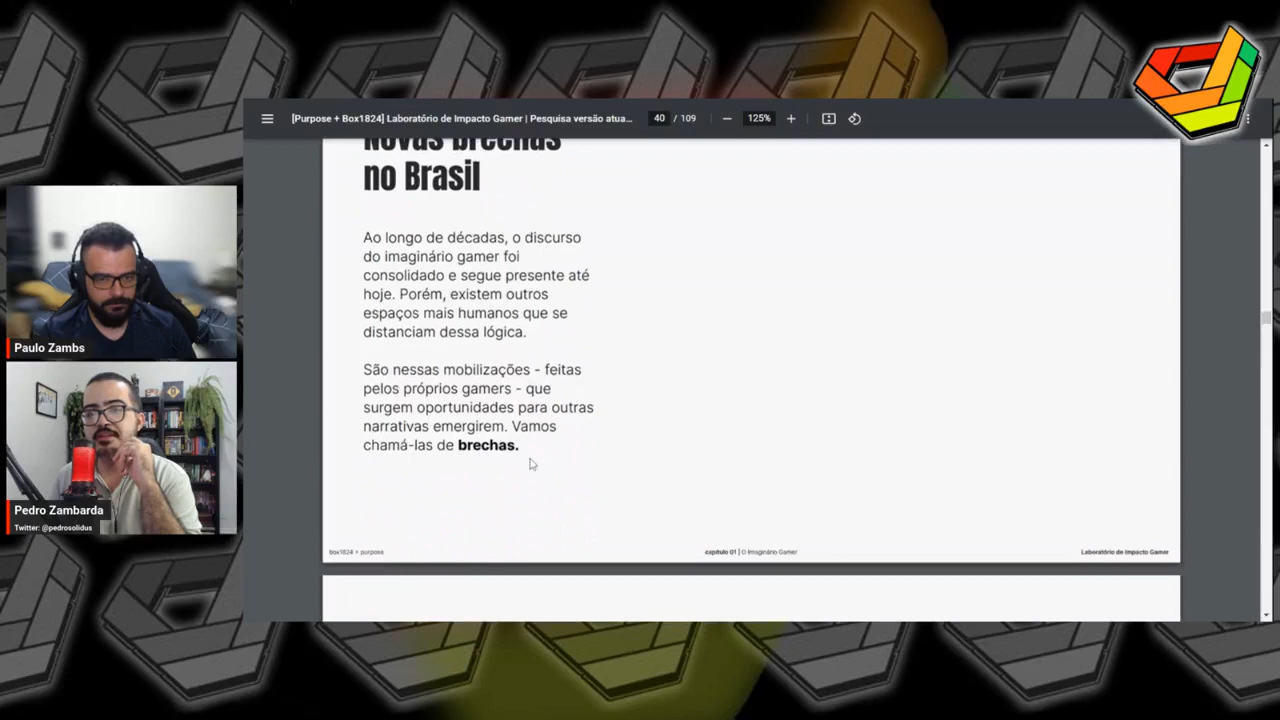 [Purpose + Box1824] Laboratório de Impacto Gamer | Pesquisa versão atua...
40 / 109
125%
Novas brechas
no Brasil
Ao longo de décadas, o discurso
do imaginário gamer foi
consolidado e segue presente até
hoje. Porém, existem outros
espaços mais humanos que se
distanciam dessa lógica.
São nessas mobilizações - feitas
pelos próprios gamers - que
surgem oportunidades para outras
narrativas emergirem. Vamos
chamá-las de brechas.
box1824 + purpose
capítulo 01 | O Imaginário Gamer
Laboratório de Impacto Gamer
Paulo Zambs
Pedro Zambarda
Twitter: @pedrosolidus